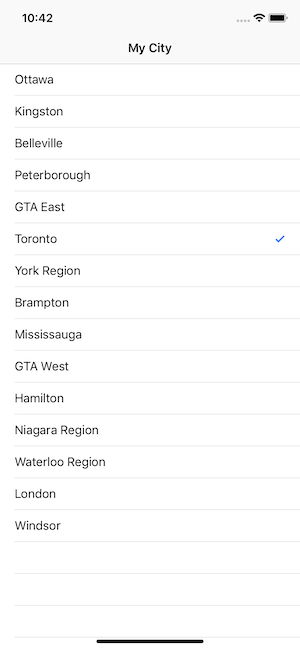 10:42
My City
Ottawa
Kingston
Belleville
Peterborough
GTA East
Toronto
York Region
Brampton
Mississauga
GTA West
Hamilton
Niagara Region
Waterloo Region
London
Windsor